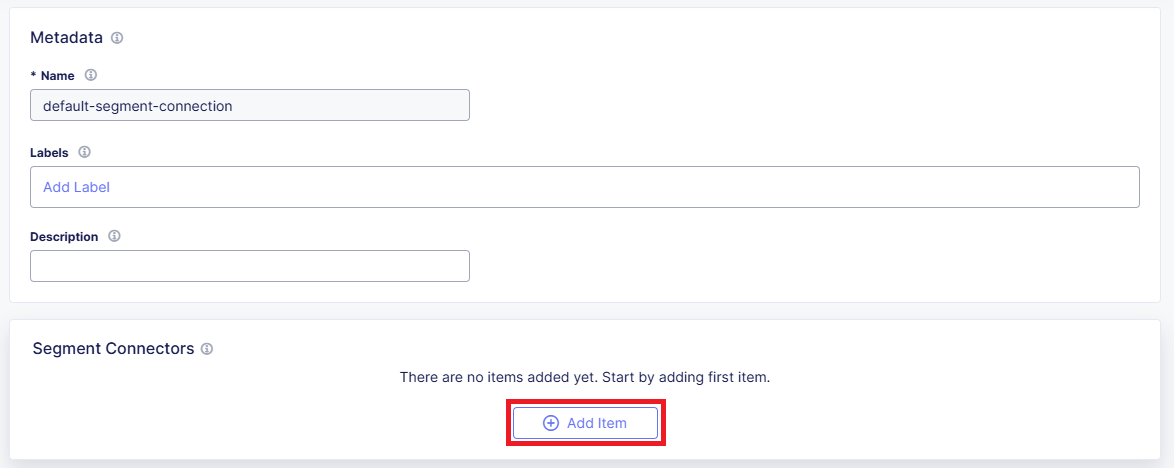 Metadata
* Name
default-segment-connection
Labels
Add Label
Description
Segment Connectors
There are no items added yet. Start by adding first item.
Add Item